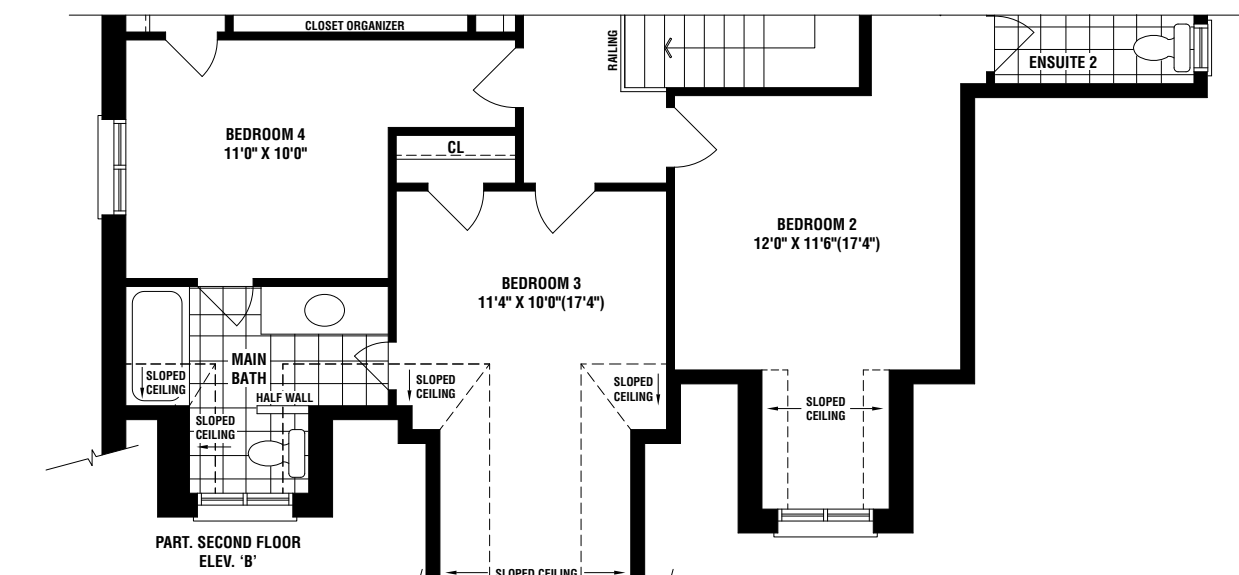 CLOSET ORGANIZER
RAILING
ENSUITE 2
BEDROOM 4
11'0" X 10'0"
CL
BEDROOM 2
12'0" X 11'6"(17'4")
BEDROOM 3
11'4" X 10'0"(17'4")
MAIN
BATH
SLOPED
CEILING
SLOPED
CEILING
SLOPED
CEILING
HALF WALL
SLOPED
CEILING
SLOPED
CEILING
PART. SECOND FLOOR
ELEV. ‘B’
SLOPED CEILING